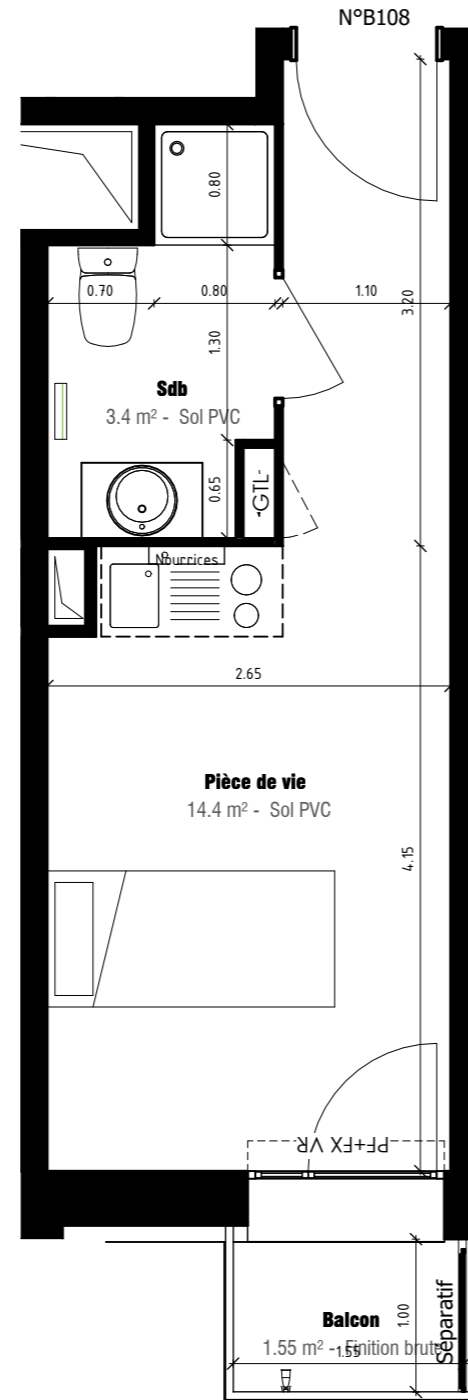 N°B108
0.80
0.70
0.80
1.10
3.20
1.30
Sdb
3.4 m² - Sol PVC
0.65
-GTL-
Nourrices
2.65
Pièce de vie
14.4 m² - Sol PVC
4.15
PF+FX VR
Balcon
1.00
Séparatif
1.55 m² - Finition brute
1.55